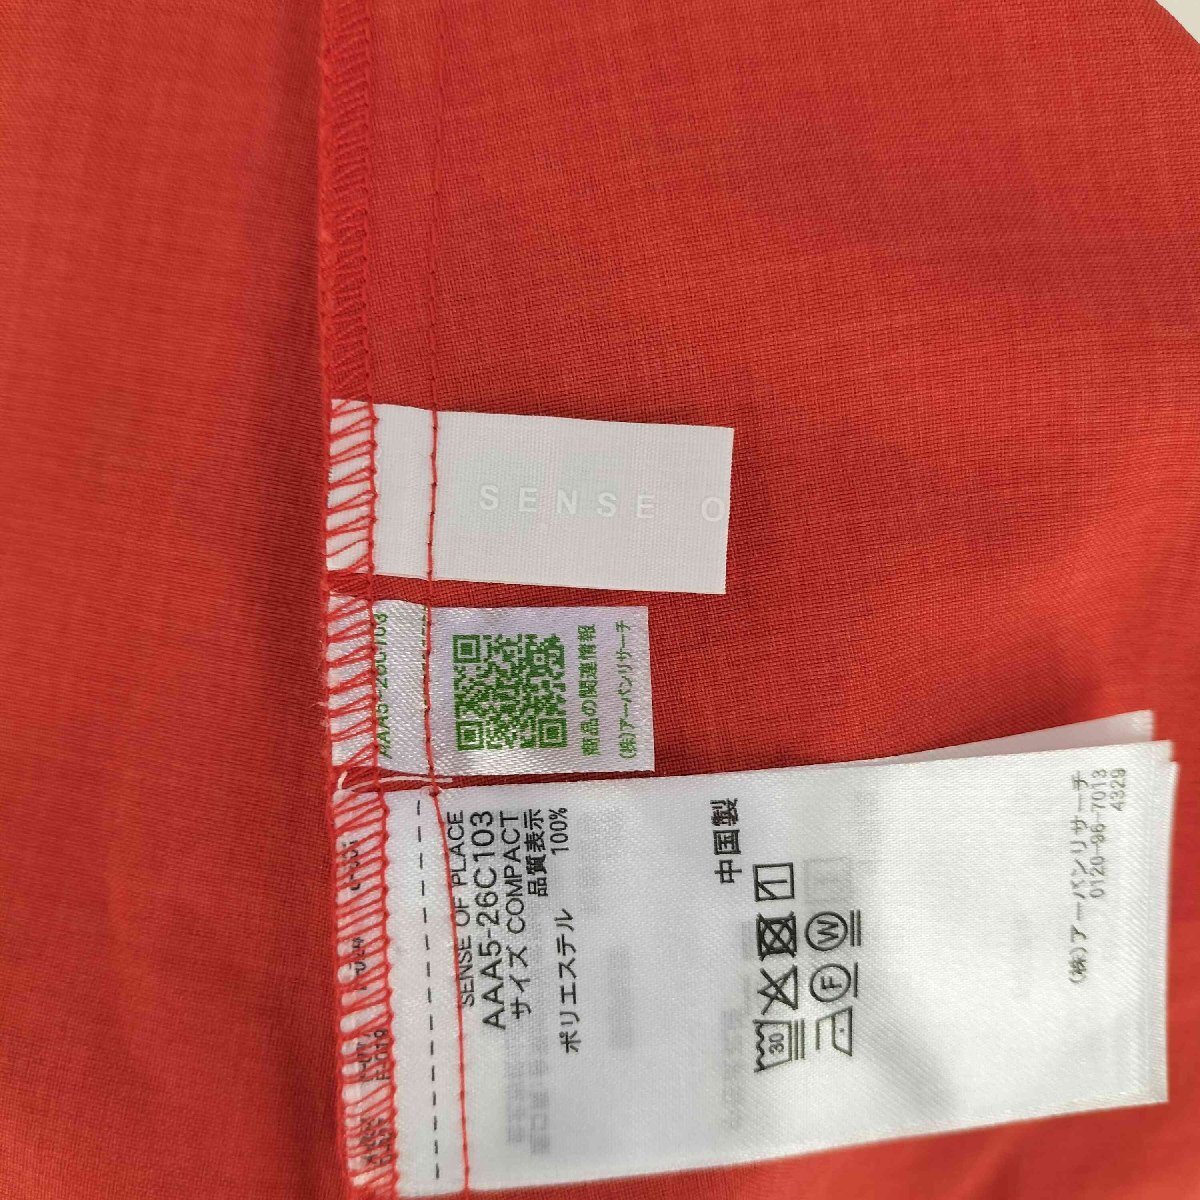 SENSE O
AAA5-26C103
商品の関連情報
(株)アーバンリサーチ
SENSE OF PLACE
AAA5-26C103
サイズ COMPACT
品質表示
ポリエステル 100%
中国製
30
F W
(株)アーバンリサーチ
0120-96-7013
4329